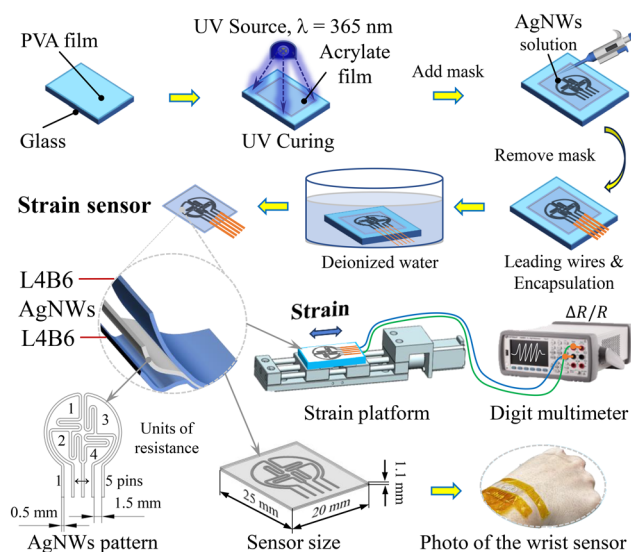 PVA film
Glass
UV Source, λ = 365 nm
Acrylate
film
UV Curing
Add mask
AgNWs
solution
Remove mask
Leading wires &
Encapsulation
Deionized water
Strain sensor
L4B6
AgNWs
L4B6
Strain
Strain platform
ΔR/R
Digit multimeter
1
2
3
4
Units of
resistance
1
5 pins
0.5 mm
1.5 mm
AgNWs pattern
25 mm
20 mm
1.1 mm
Sensor size
Photo of the wrist sensor